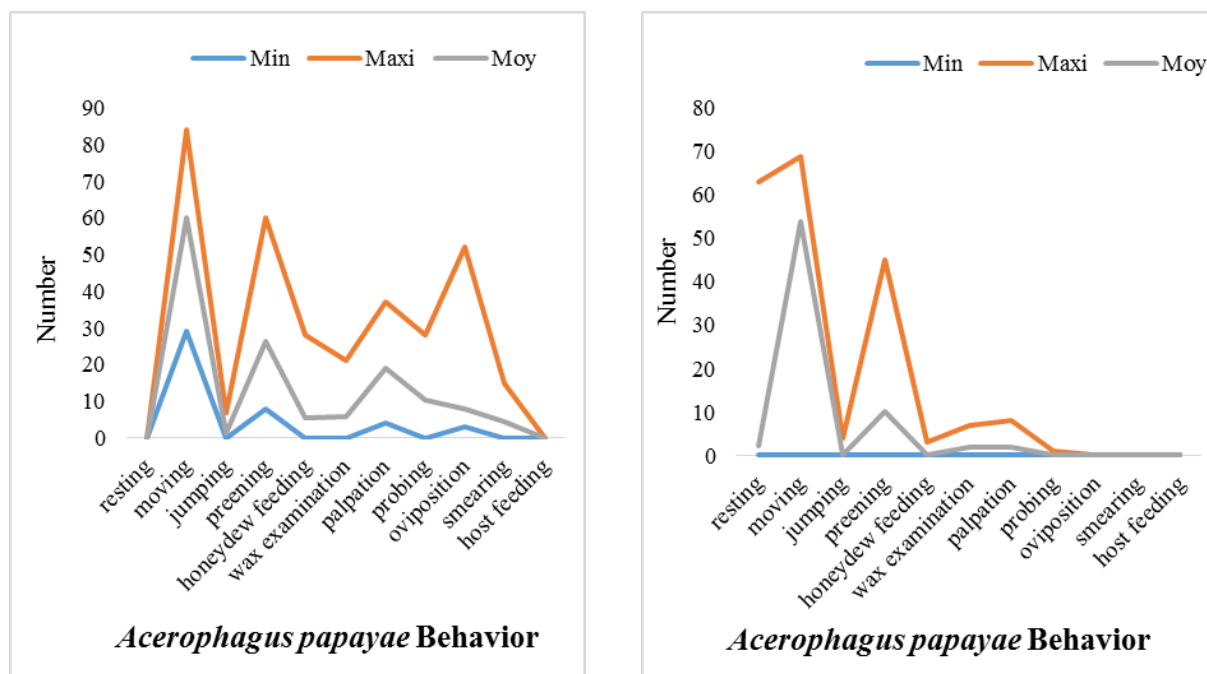 Min Maxi Moy
90
80
70
60
50
40
30
20
10
0
Number
resting
moving
jumping
preening
honeydew feeding
wax examination
palpation
probing
oviposition
smearing
host feeding
Acerophagus papayae Behavior
Min Maxi Moy
80
70
60
50
40
30
20
10
0
Number
resting
moving
jumping
preening
honeydew feeding
wax examination
palpation
probing
oviposition
smearing
host feeding
Acerophagus papayae Behavior